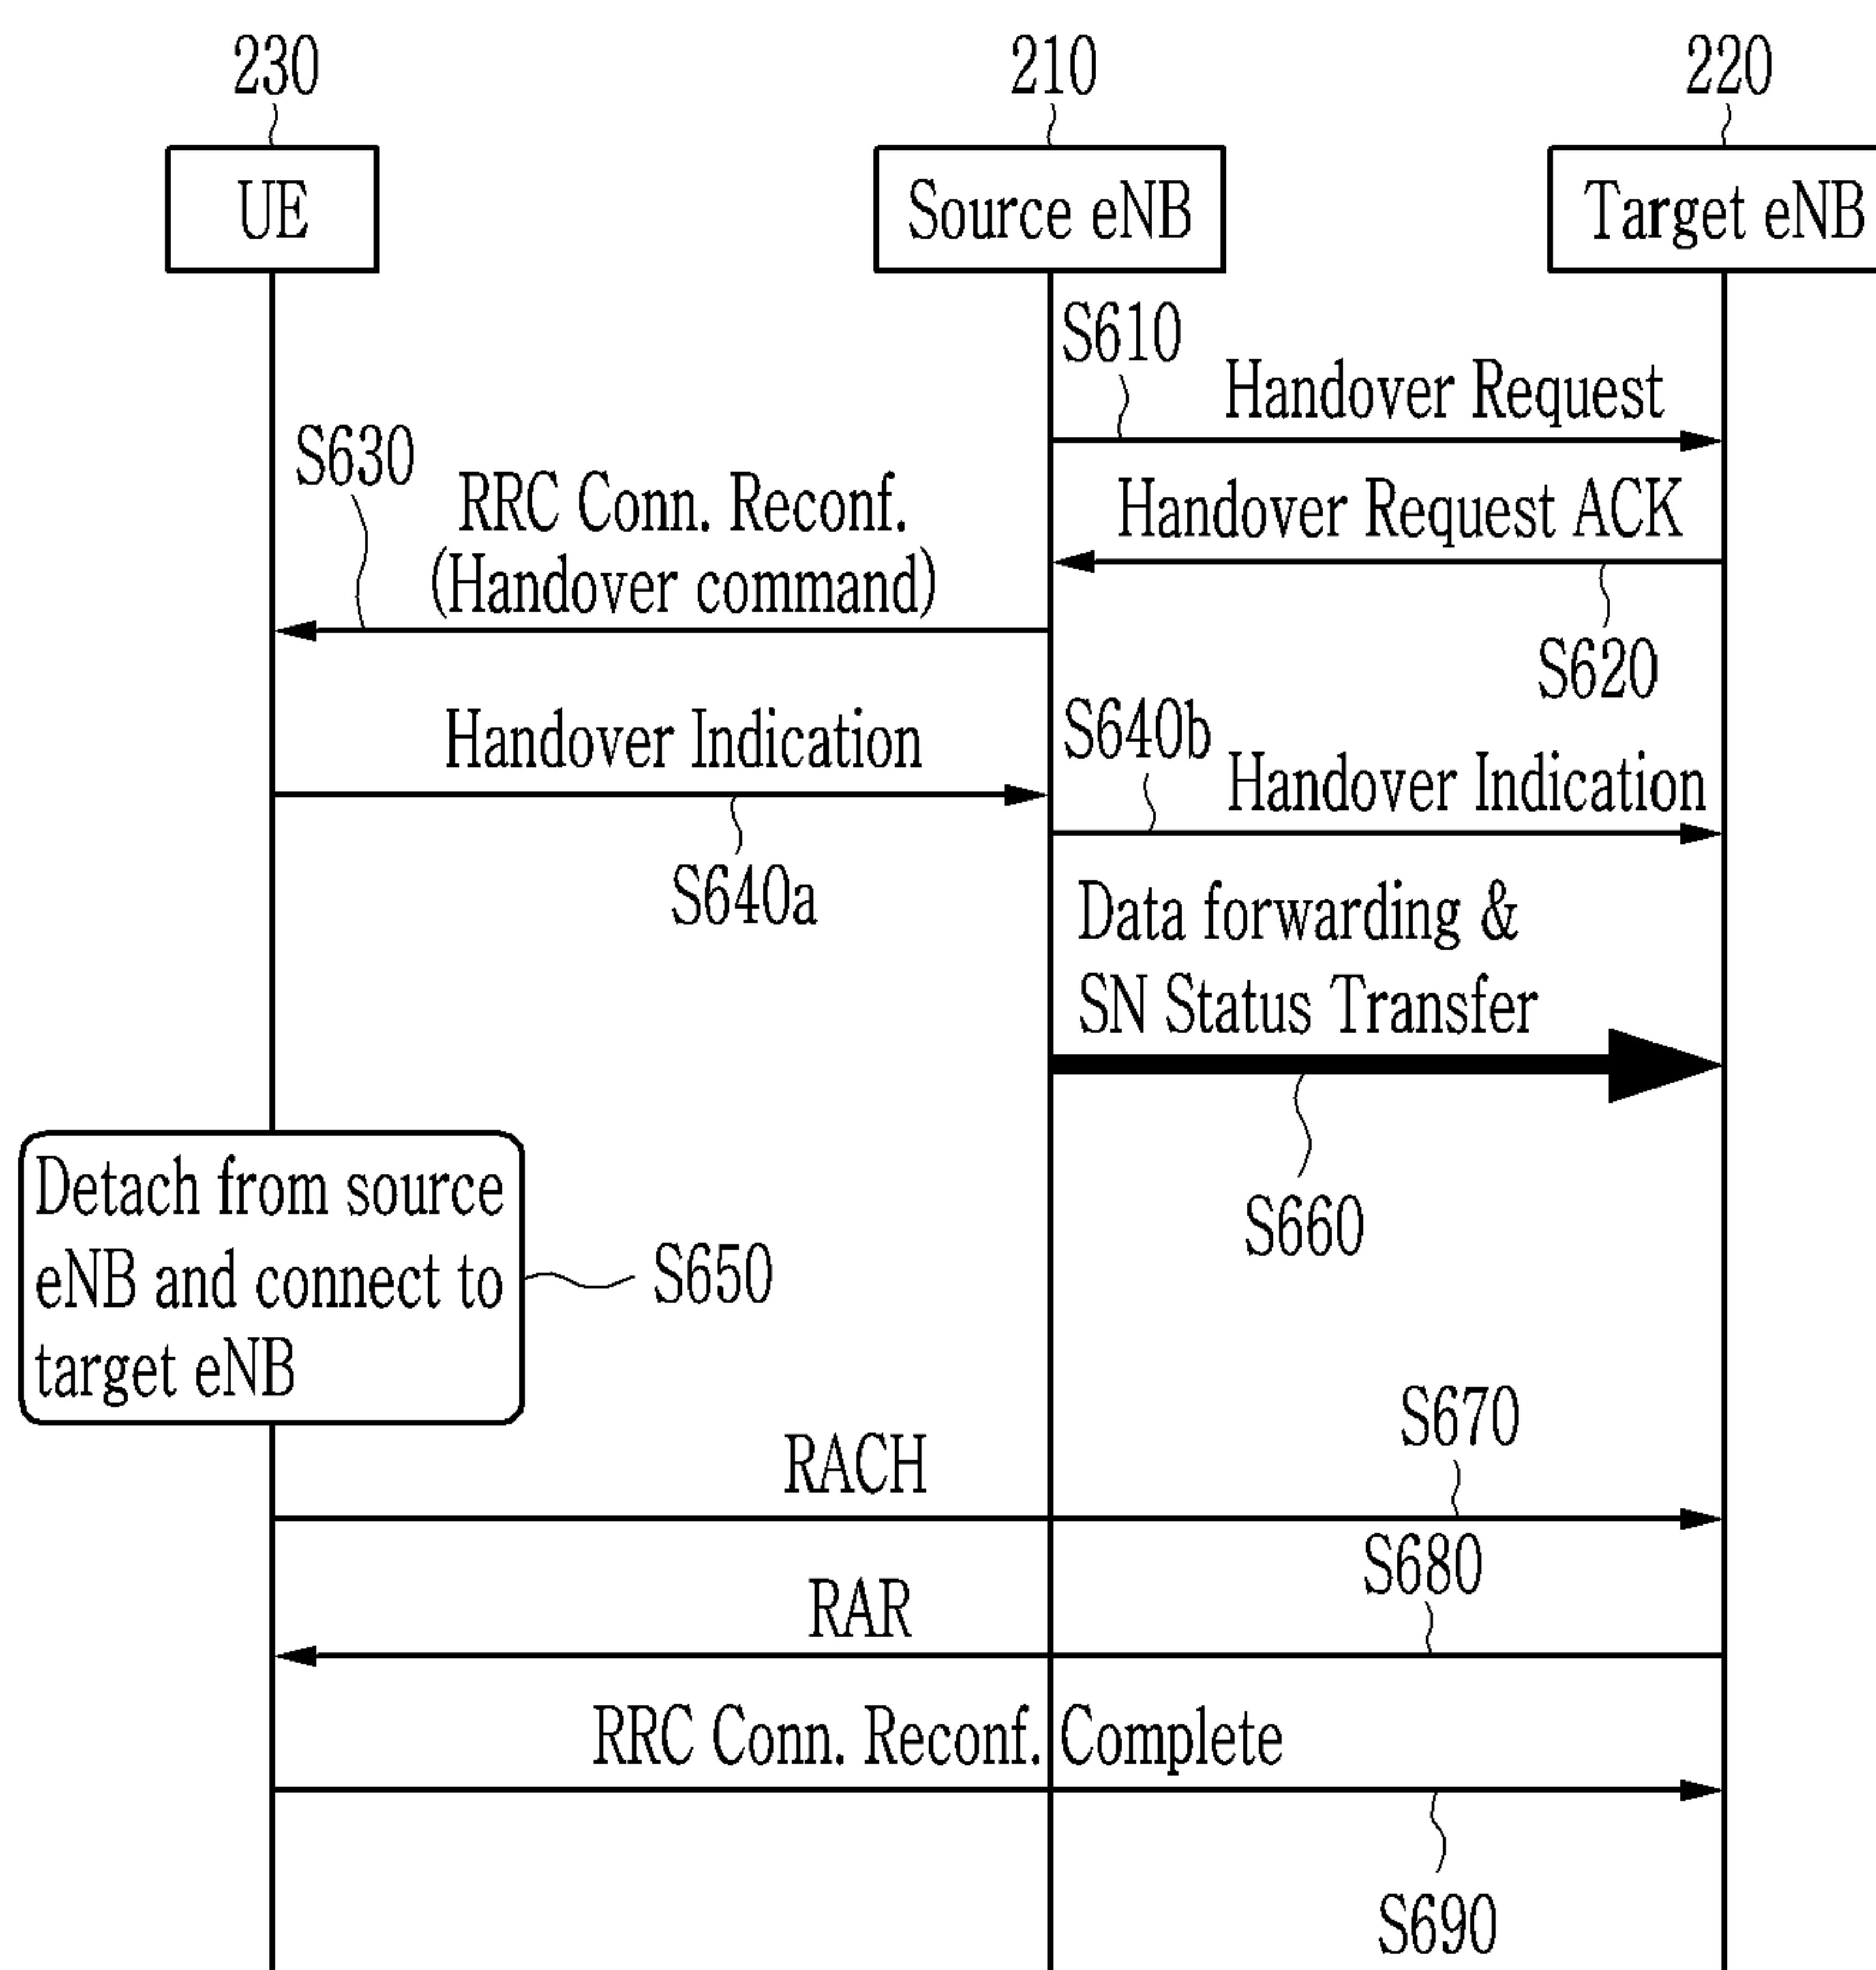 230
210
220
UE
Source eNB
Target eNB
S610
Handover Request
S630
RRC Conn. Reconf.
(Handover command)
Handover Request ACK
S620
Handover Indication
S640a
S640b
Handover Indication
Data forwarding &
SN Status Transfer
S660
Detach from source
eNB and connect to
target eNB
S650
RACH
S670
RAR
S680
RRC Conn. Reconf. Complete
S690